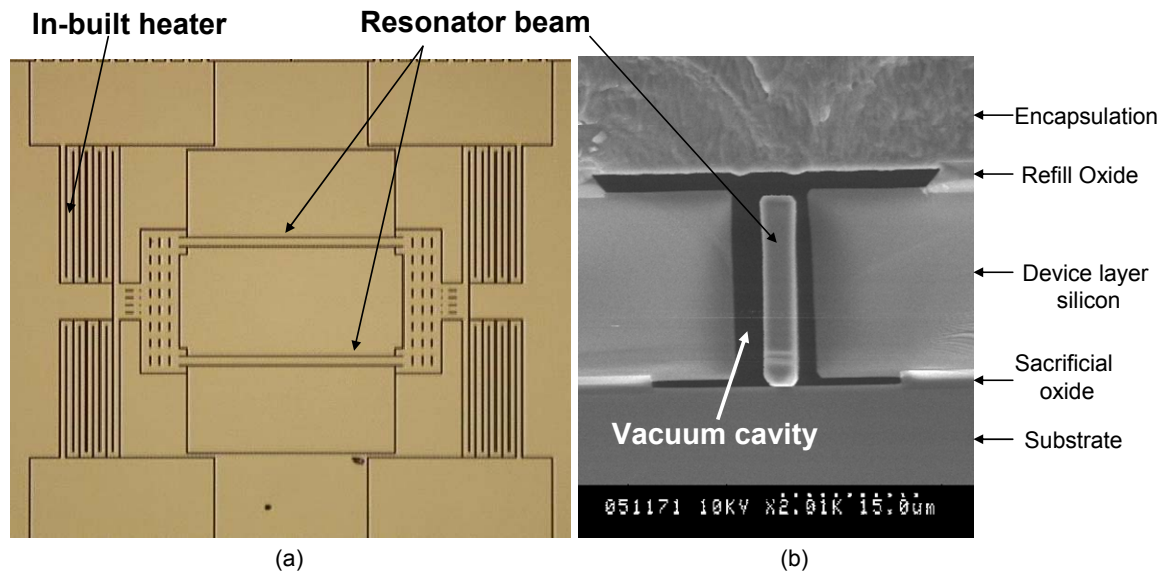 In-built heater
Resonator beam
Encapsulation
Refill Oxide
Device layer
silicon
Sacrificial
oxide
Vacuum cavity
Substrate
051171 10KV X2.01K 15.0um
(a)
(b)